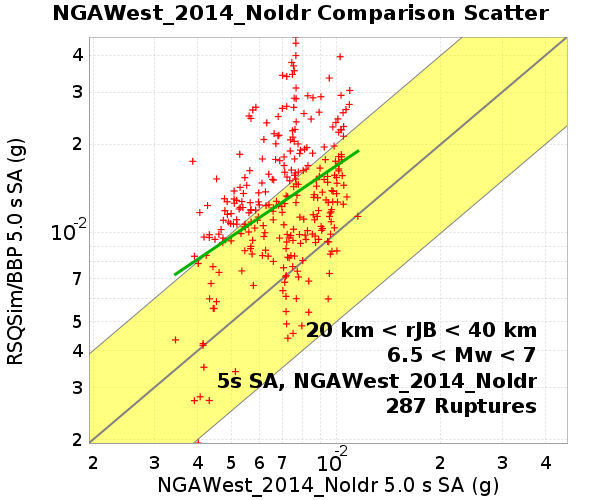 NGAWest_2014_NoIdr Comparison Scatter
RSQSim/BBP 5.0 s SA (g)
4
3
2
10-2
7
5
4
3
2
20 km < rJB < 40 km
6.5 < Mw < 7
5s SA, NGAWest_2014_NoIdr
287 Ruptures
2 3 4 5 6 7 10-2 2 3 4
NGAWest_2014_NoIdr 5.0 s SA (g)